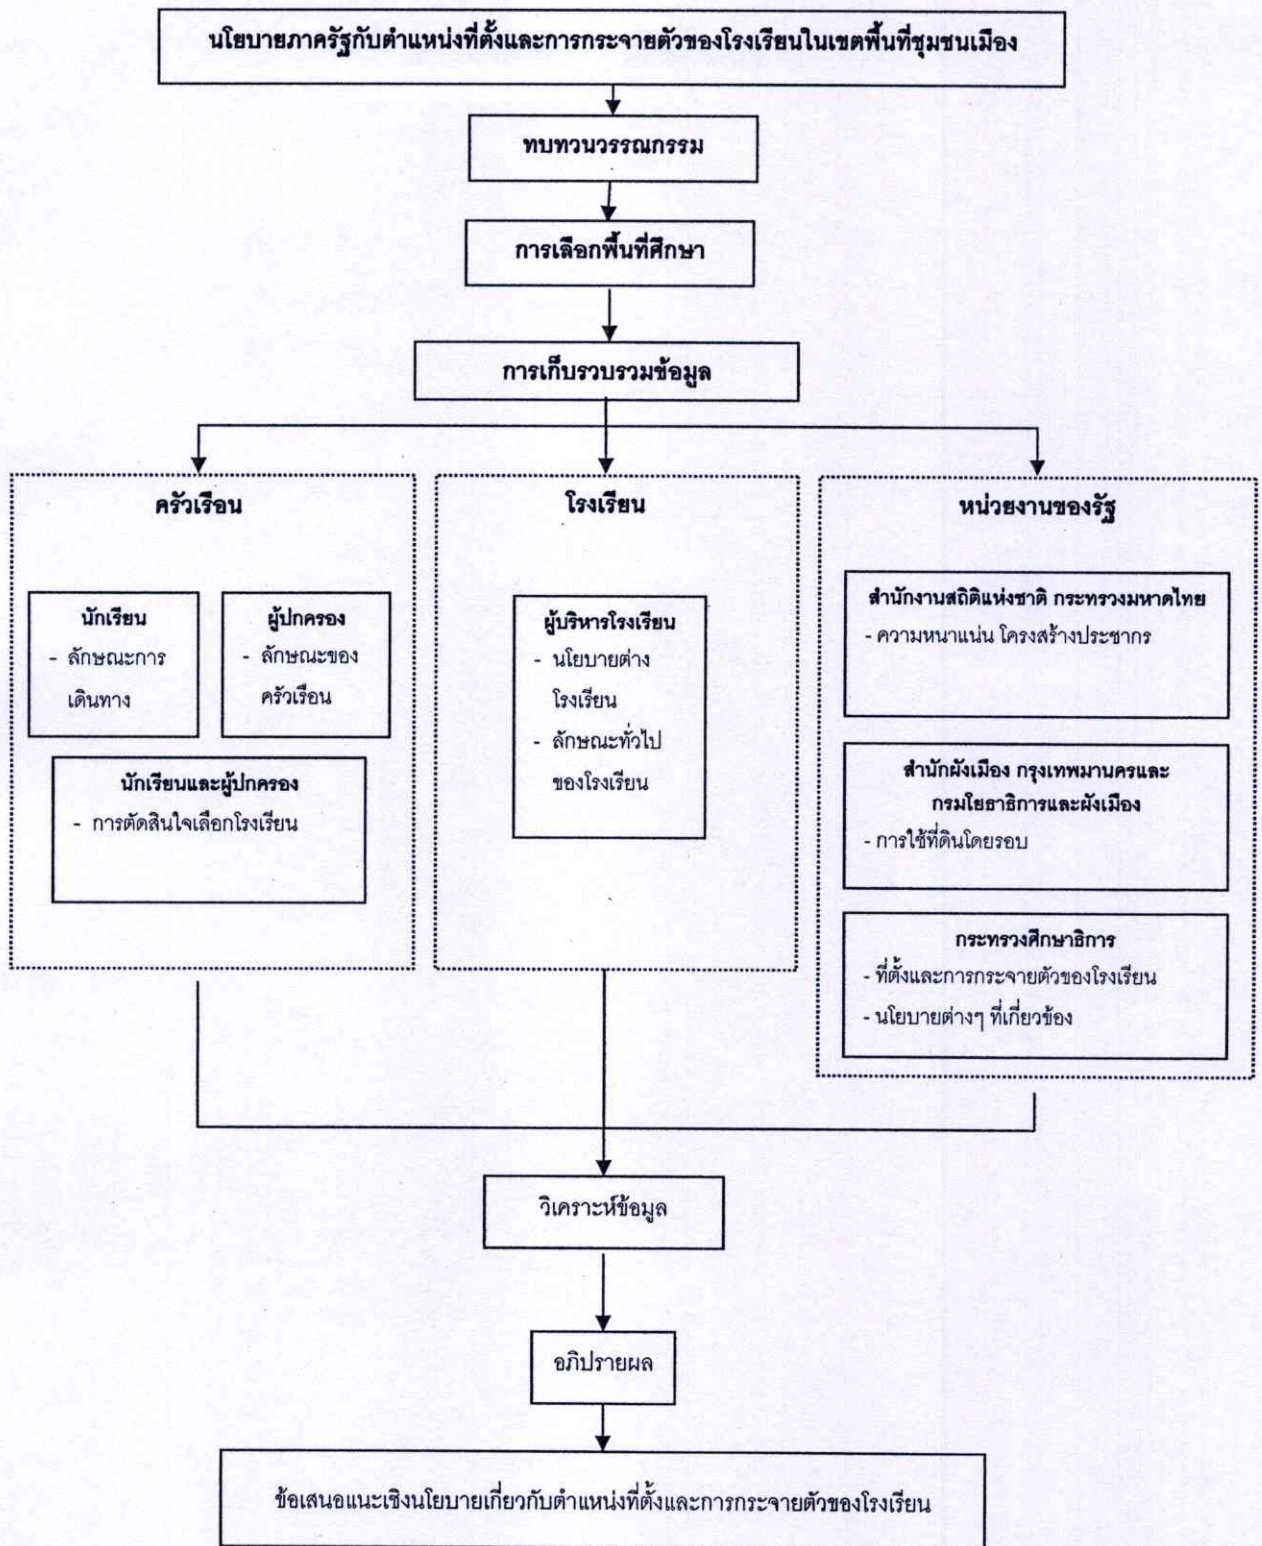 นโยบายภาครัฐกับตำแหน่งที่ตั้งและการกระจายตัวของโรงเรียนในเขตพื้นที่ชุมชนเมือง
ทบทวนวรรณกรรม
การเลือกพื้นที่ศึกษา
การเก็บรวบรวมข้อมูล
ครัวเรือน
นักเรียน
- ลักษณะการ
เดินทาง
ผู้ปกครอง
- ลักษณะของ
ครัวเรือน
นักเรียนและผู้ปกครอง
- การตัดสินใจเลือกโรงเรียน
โรงเรียน
ผู้บริหารโรงเรียน
- นโยบายต่าง
โรงเรียน
- ลักษณะทั่วไป
ของโรงเรียน
หน่วยงานของรัฐ
สำนักงานสถิติแห่งชาติ กระทรวงมหาดไทย
- ความหนาแน่น โครงสร้างประชากร
สำนักผังเมือง กรุงเทพมานครและ
กรมโยธาธิการและผังเมือง
- การใช้ที่ดินโดยรอบ
กระทรวงศึกษาธิการ
- ที่ตั้งและการกระจายตัวของโรงเรียน
- นโยบายต่างๆ ที่เกี่ยวข้อง
วิเคราะห์ข้อมูล
อภิปรายผล
ข้อเสนอแนะเชิงนโยบายเกี่ยวกับตำแหน่งที่ตั้งและการกระจายตัวของโรงเรียน